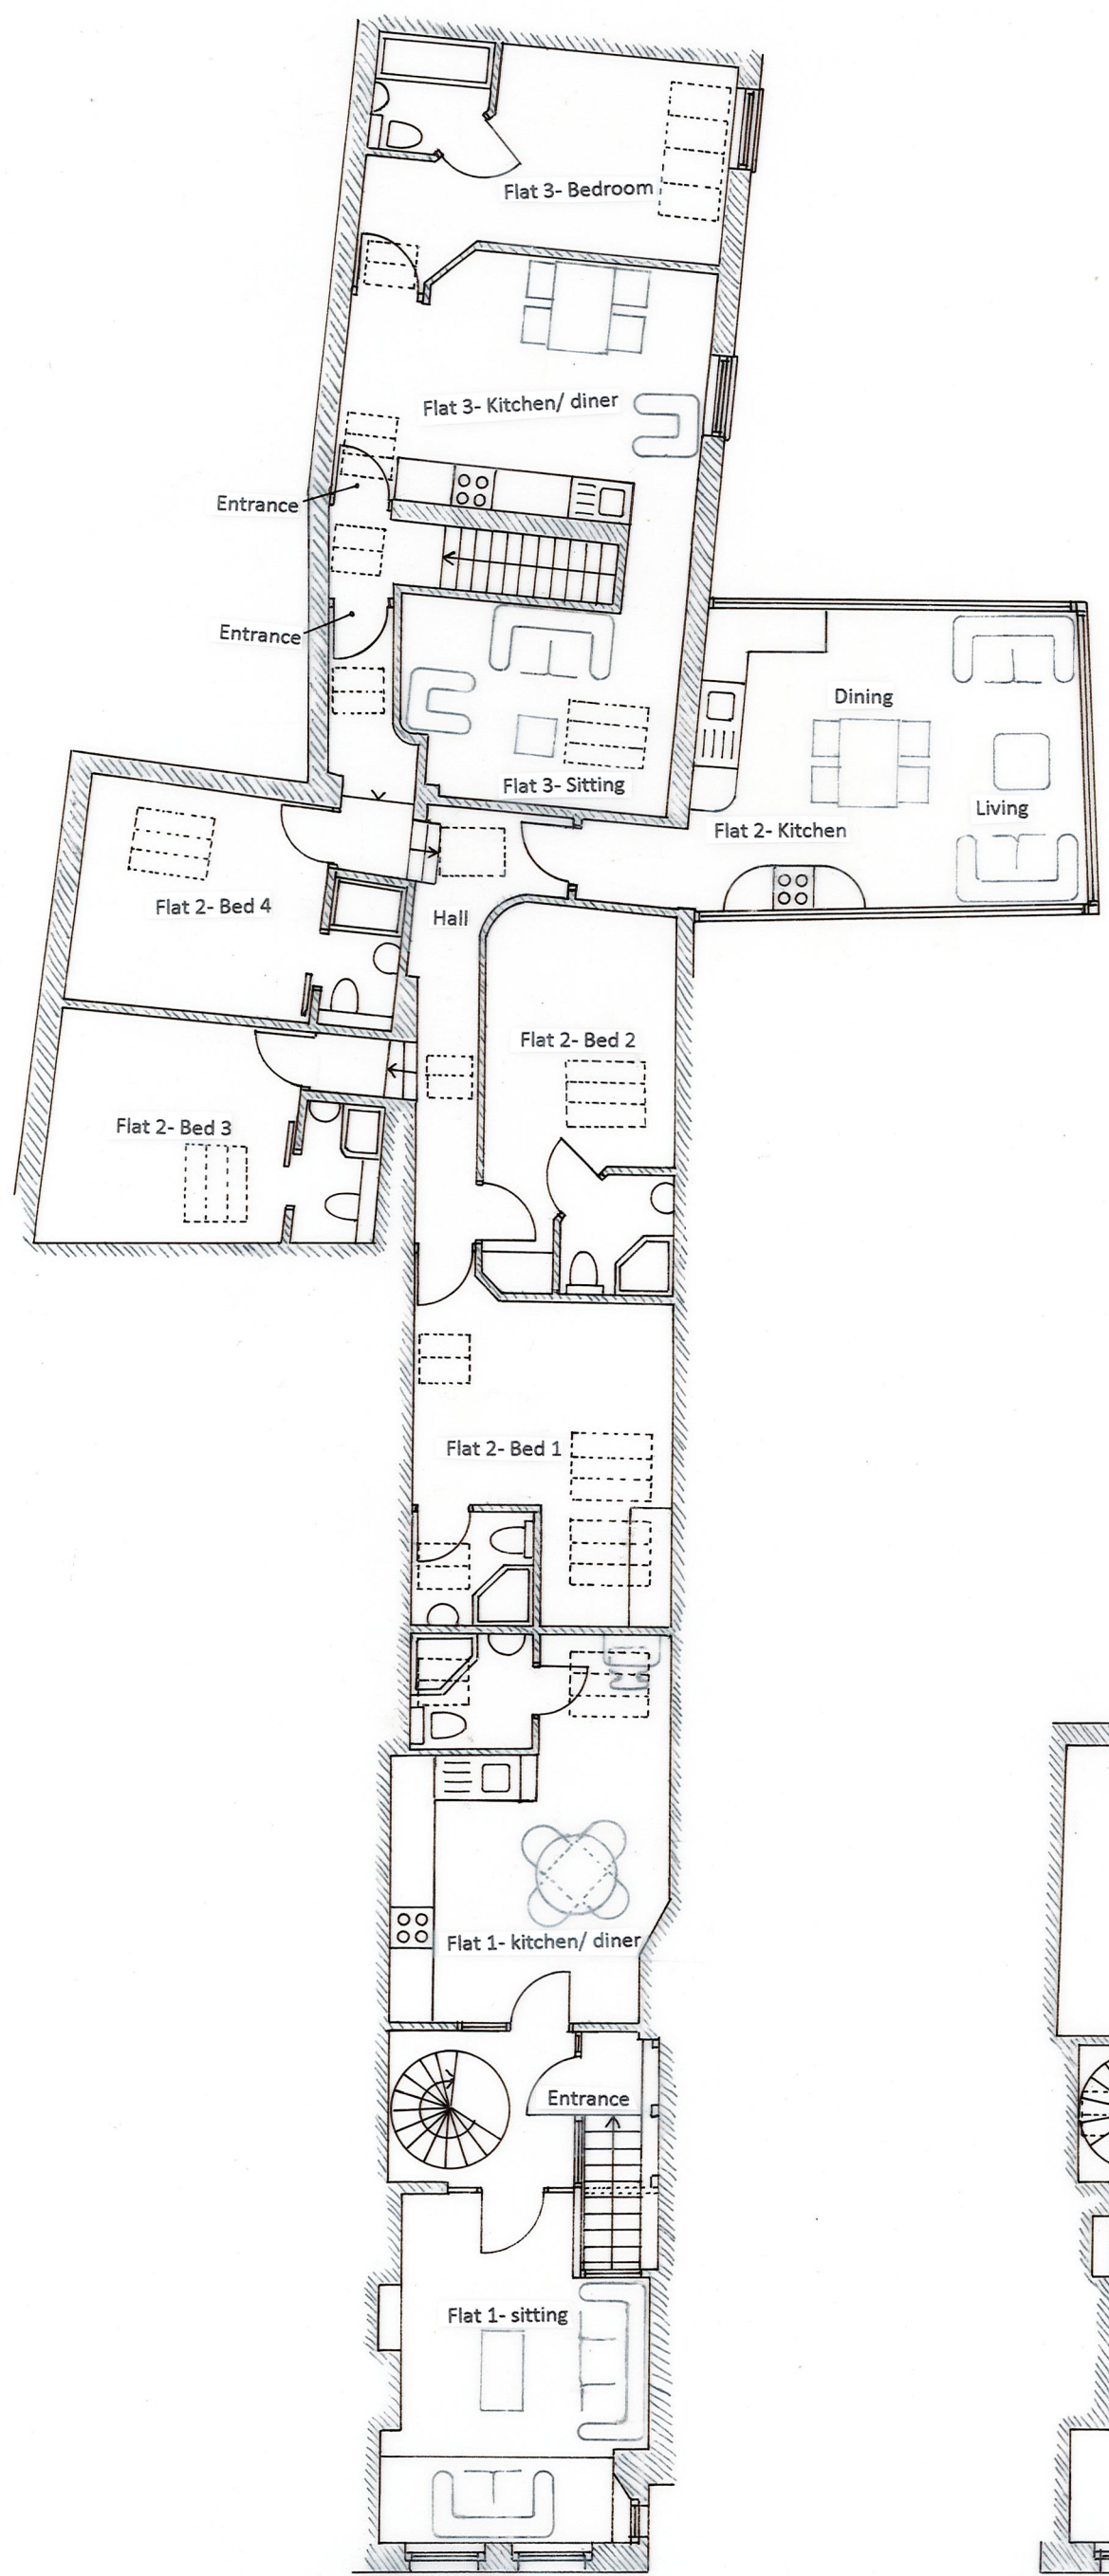 Flat 3- Bedroom
Flat 3- Kitchen/ diner
Entrance
Entrance
Dining
Flat 3- Sitting
Living
Flat 2- Kitchen
Flat 2- Bed 4
Hall
Flat 2- Bed 2
Flat 2- Bed 3
Flat 2- Bed 1
Flat 1- kitchen/ diner
Entrance
Flat 1- sitting